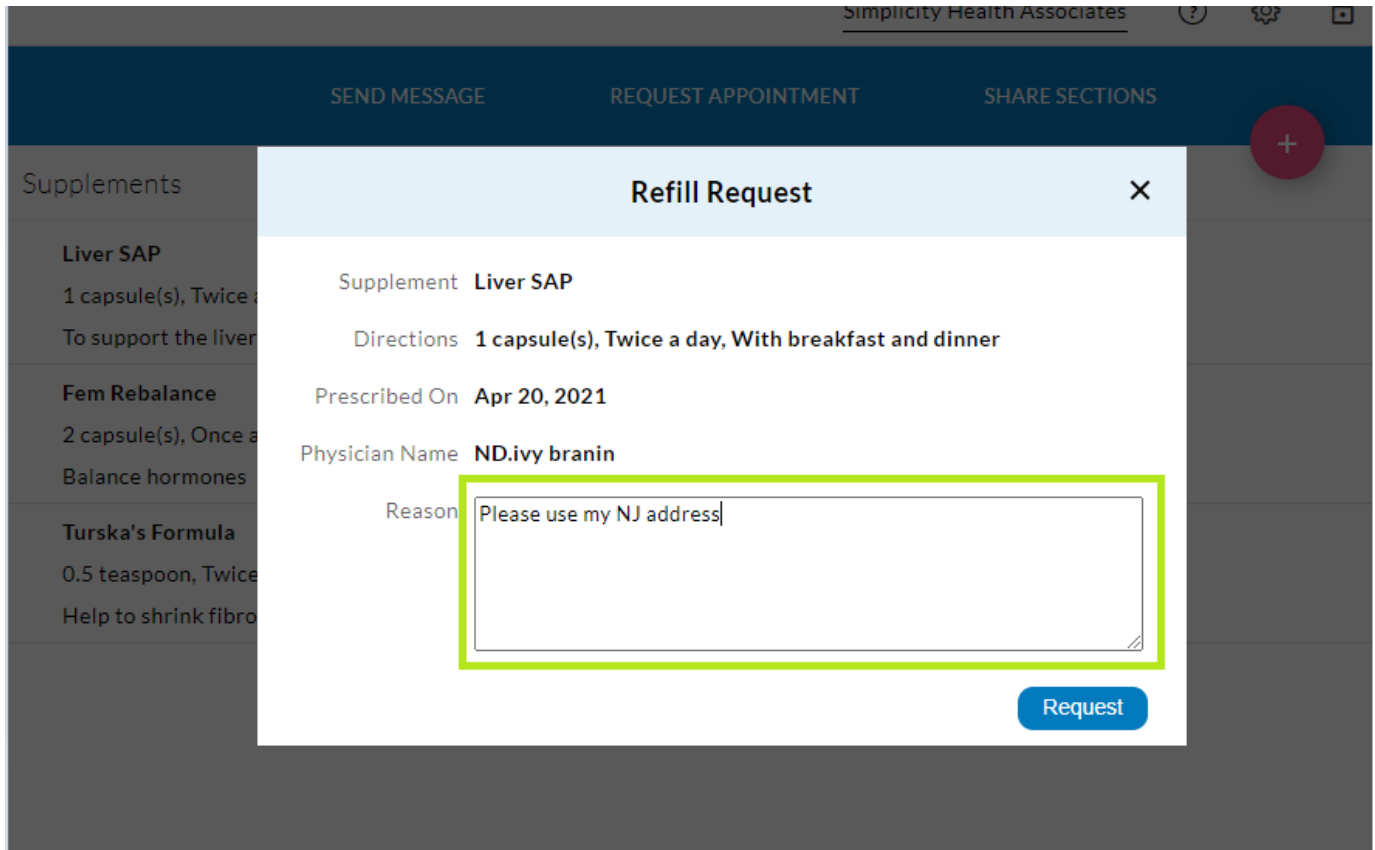 Simplicity Health Associates
SEND MESSAGE REQUEST APPOINTMENT SHARE SECTIONS
Supplements
Liver SAP
1 capsule(s), Twice
To support the liver
Fem Rebalance
2 capsule(s), Once
Balance hormones
Turska's Formula
0.5 teaspoon, Twice
Help to shrink
Refill Request
Supplement Liver SAP
Directions 1 capsule(s), Twice a day, With breakfast and dinner
Prescribed On Apr 20, 2021
Physician Name ND.ivy branin
Reason Please use my NJ address
Request